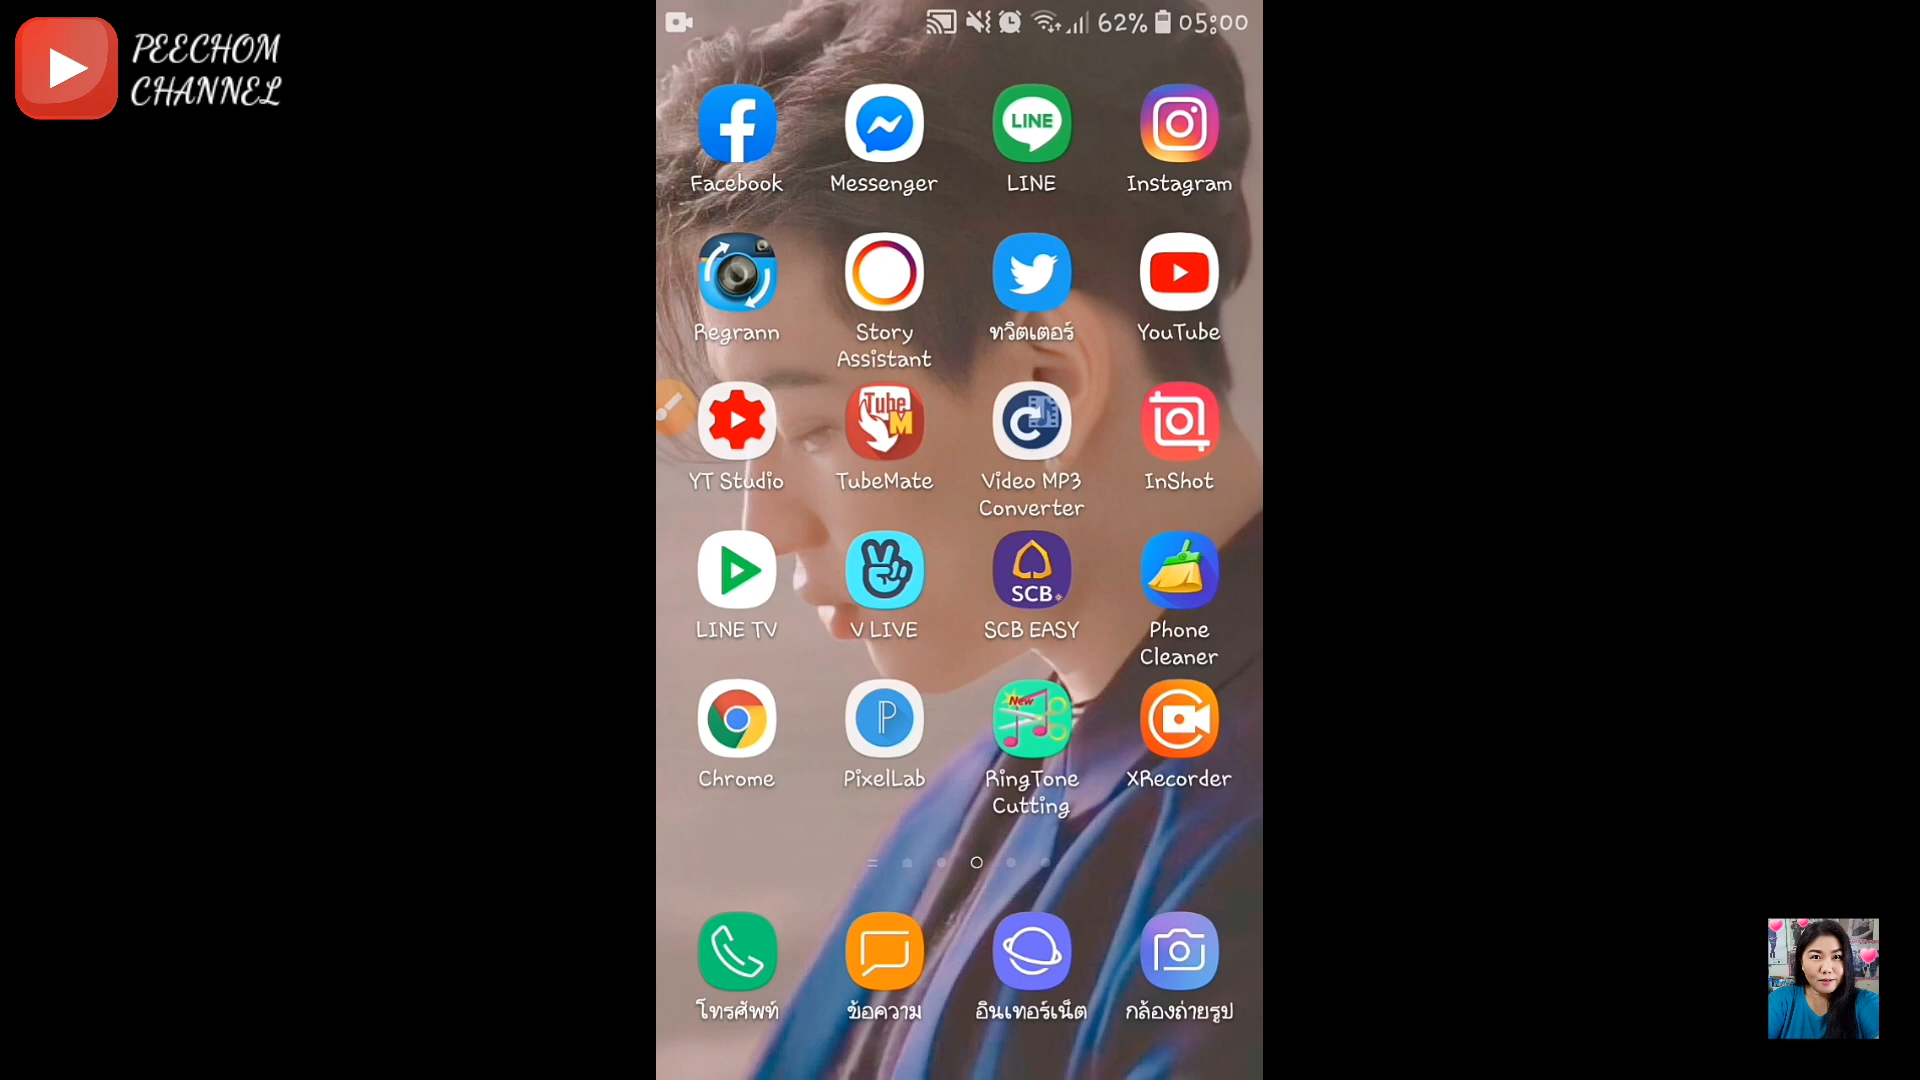 PEECHOM
CHANNEL
62% 05:00
LINE
Facebook Messenger LINE Instagram
Regrann Story Assistant ทวิตเตอร์ YouTube
Tube
M
YT Studio TubeMate Video MP3 Converter InShot
SCB
LINE TV V LIVE SCB EASY Phone Cleaner
P
New
Chrome PixelLab RingTone Cutting XRecorder
โทรศัพท์ ข้อความ อินเทอร์เน็ต กล้องถ่ายรูป